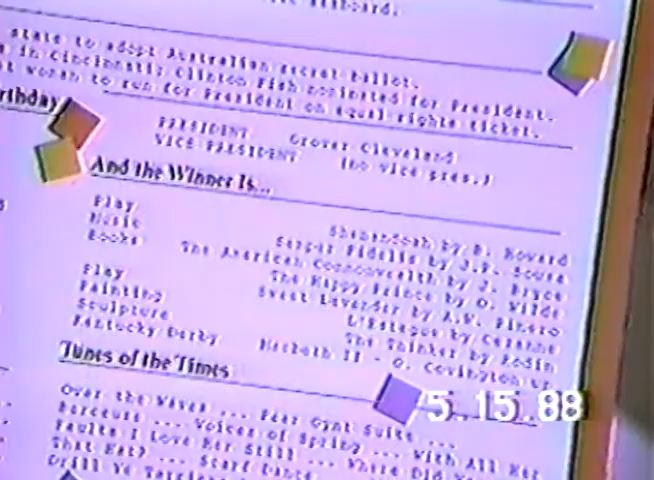 state to adopt Australian secret ballot.
in Cincinnati: Clinton Fisk nominated for President.
woman to run for President on equal rights ticket.
rthday
PRESIDENT Grover Cleveland
VICE PRESIDENT (no vice pres.)
And the Winner Is...
Play Shenandoah by B. Howard
Music Semper Fidelis by J.P. Sousa
Books The American Commonwealth by J. Bryce
The Happy Prince by O. Wilde
Play Sweet Lavender by A.W. Pinero
Painting L'Estaque by Cezanne
Sculpture The Thinker by Rodin
Kentucky Derby Macbeth II - G. Covington up
Tunes of the Times
Over the Waves ... Peer Gynt Suite ...
Berceuse ... Voices of Spring ... With All Her
Faults I Love Her Still ... Where Did You
That Hat? ... Scarf Dance
Drill Ye Tarriers
5.15.88